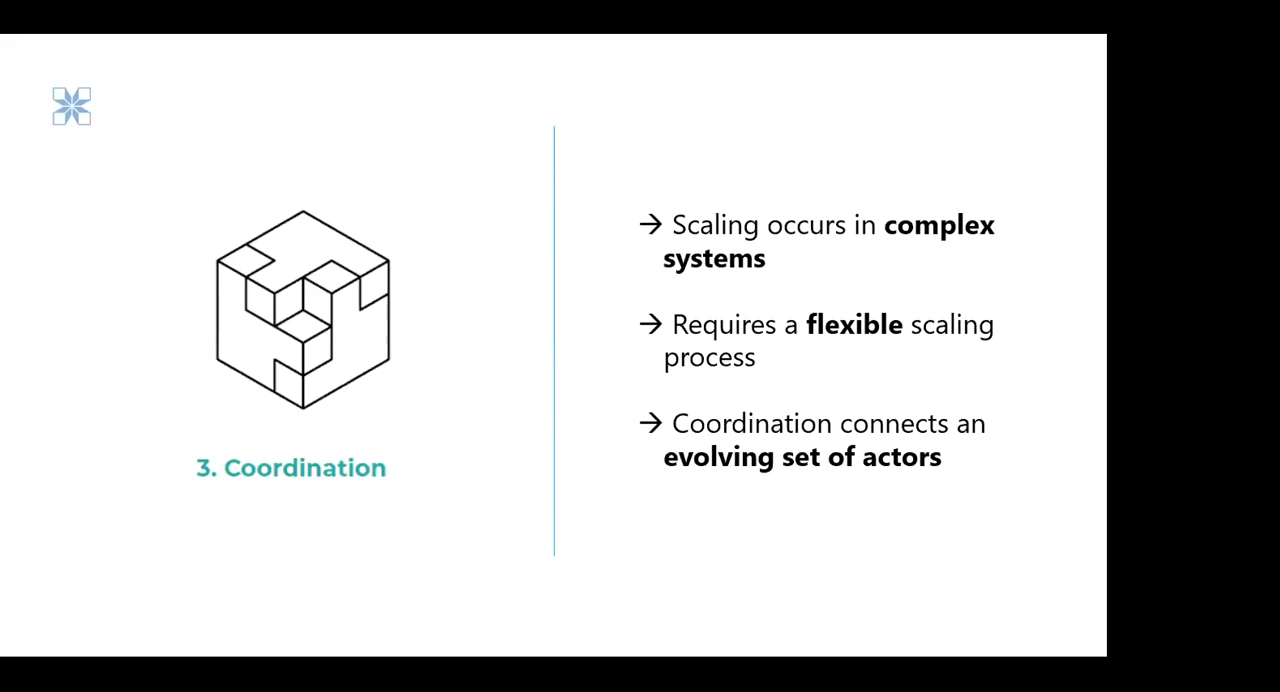 3. Coordination
→ Scaling occurs in complex
systems
→ Requires a flexible scaling
process
→ Coordination connects an
evolving set of actors